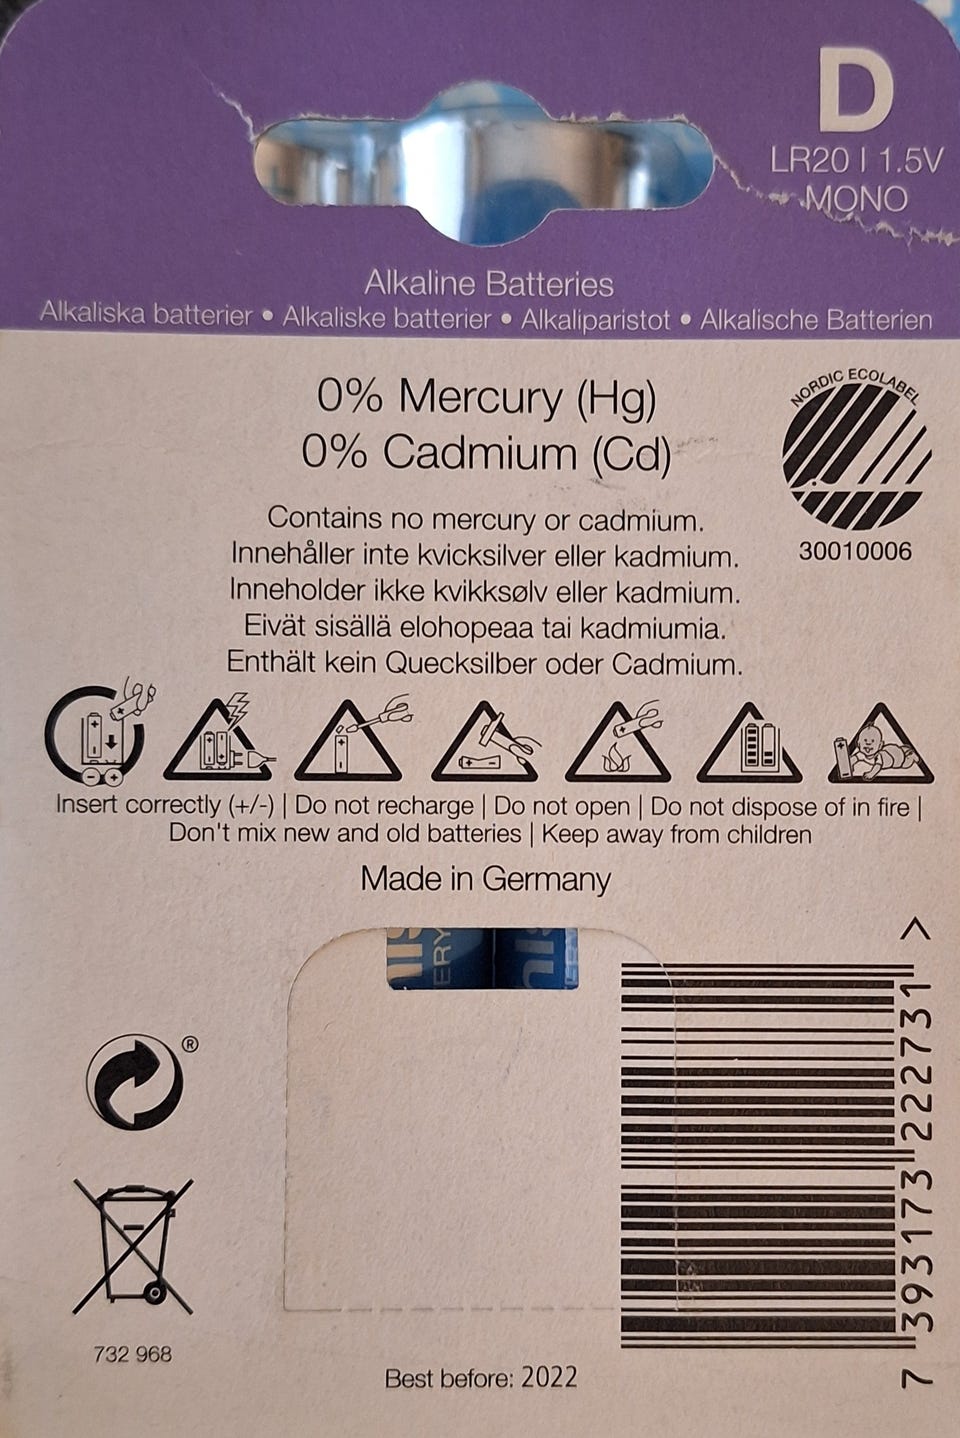 D
LR20 I 1.5V
MONO
Alkaline Batteries
Alkaliska batterier • Alkaliske batterier • Alkaliparistot • Alkalische Batterien
0% Mercury (Hg)
0% Cadmium (Cd)
NORDIC ECOLABEL
30010006
Contains no mercury or cadmium.
Innehåller inte kvicksilver eller kadmium.
Inneholder ikke kvikksølv eller kadmium.
Eivät sisällä elohopeaa tai kadmiumia.
Enthält kein Quecksilber oder Cadmium.
Insert correctly (+/-) | Do not recharge | Do not open | Do not dispose of in fire |
Don't mix new and old batteries | Keep away from children
Made in Germany
ERY
®
7 393173 222731 >
732 968
Best before: 2022